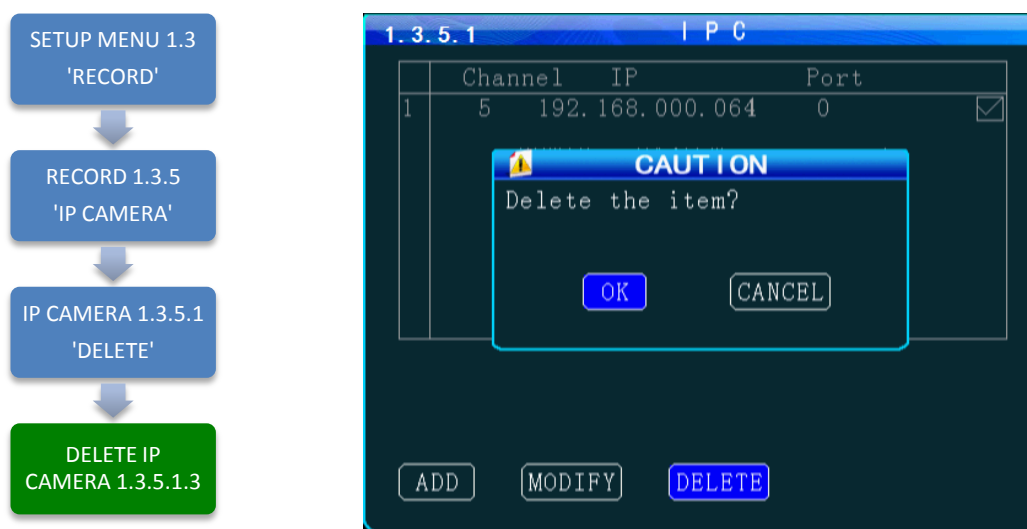 SETUP MENU 1.3
'RECORD'
RECORD 1.3.5
'IP CAMERA'
IP CAMERA 1.3.5.1
'DELETE'
DELETE IP
CAMERA 1.3.5.1.3
1.3.5.1 IPC
Channel IP Port
1 5 192.168.000.064 0
CAUTION
Delete the item?
OK CANCEL
ADD MODIFY DELETE